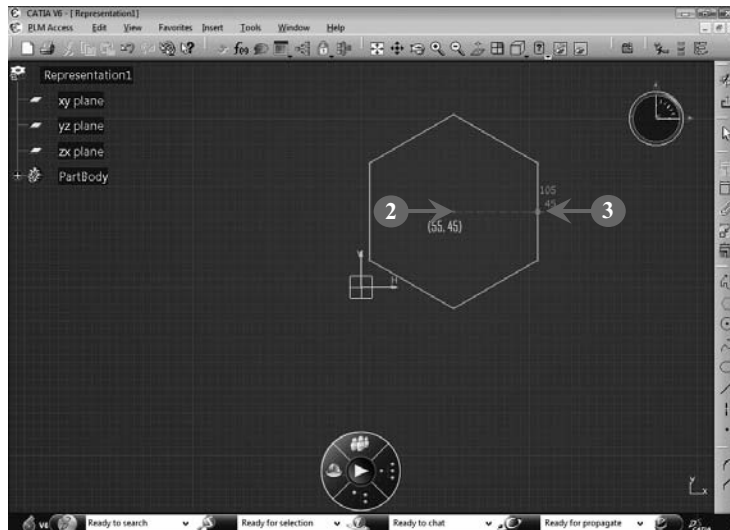 CATIA V6 - [ Representation1]
PLM Access Edit View Favorites Insert Tools Window Help
f(x)
Representation1
xy plane
yz plane
zx plane
PartBody
105
45
2
3
(55, 45)
V
H
y
x
V6
Ready to search
Ready for selection
Ready to chat
Ready for propagate
CATIA